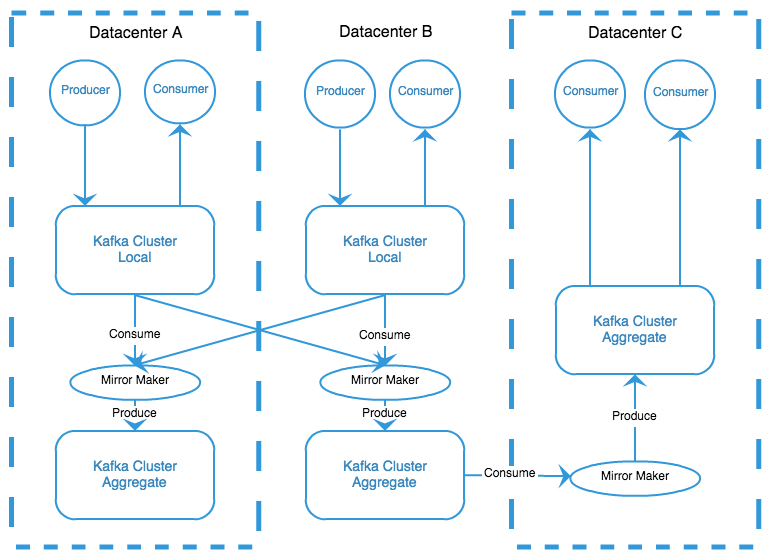 Datacenter A
Datacenter B
Datacenter C
Producer
Consumer
Producer
Consumer
Consumer
Consumer
Kafka Cluster
Local
Kafka Cluster
Local
Kafka Cluster
Aggregate
Consume
Consume
Mirror Maker
Mirror Maker
Produce
Produce
Produce
Kafka Cluster
Aggregate
Kafka Cluster
Aggregate
Consume
Mirror Maker